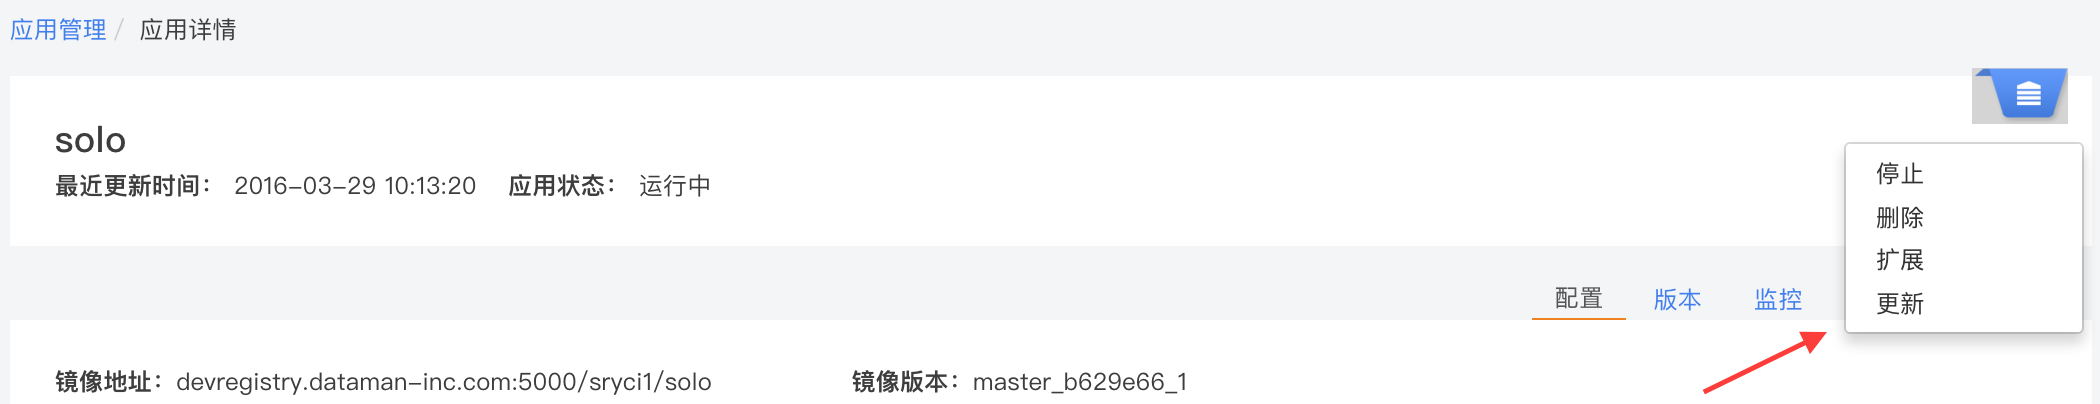 应用管理 / 应用详情
solo
最近更新时间： 2016-03-29 10:13:20 应用状态： 运行中
停止
删除
扩展
更新
配置 版本 监控
镜像地址：devregistry.dataman-inc.com:5000/sryci1/solo 镜像版本：master_b629e66_1